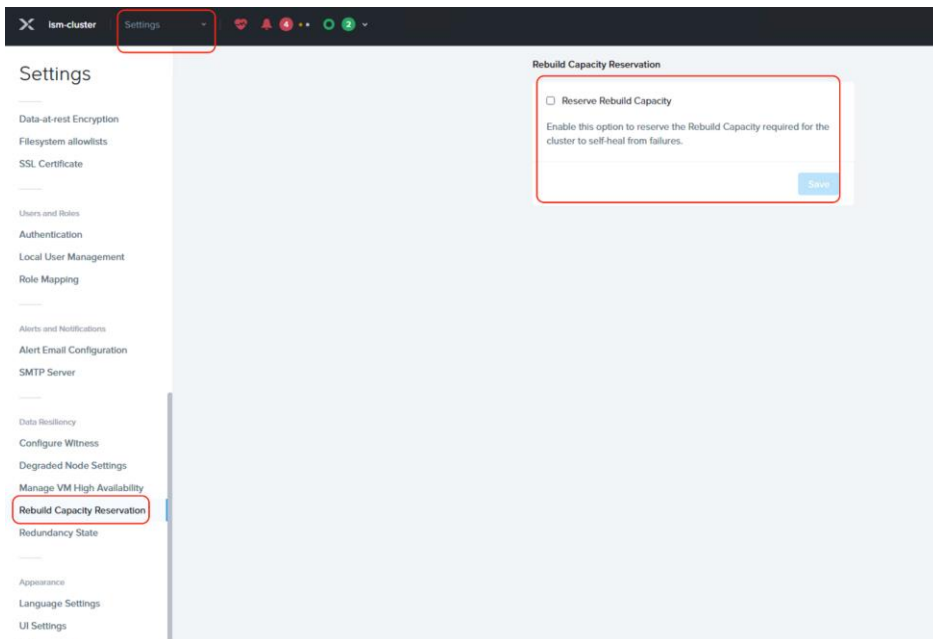 lsm-cluster Settings 4 2
Settings
Data-at-rest Encryption
Filesystem allowlists
SSL Certificate
Users and Roles
Authentication
Local User Management
Role Mapping
Alerts and Notifications
Alert Email Configuration
SMTP Server
Data Resiliency
Configure Witness
Degraded Node Settings
Manage VM High Availability
Rebuild Capacity Reservation
Redundancy State
Appearance
Language Settings
UI Settings
Rebuild Capacity Reservation
Reserve Rebuild Capacity
Enable this option to reserve the Rebuild Capacity required for the
cluster to self-heal from failures.
Save